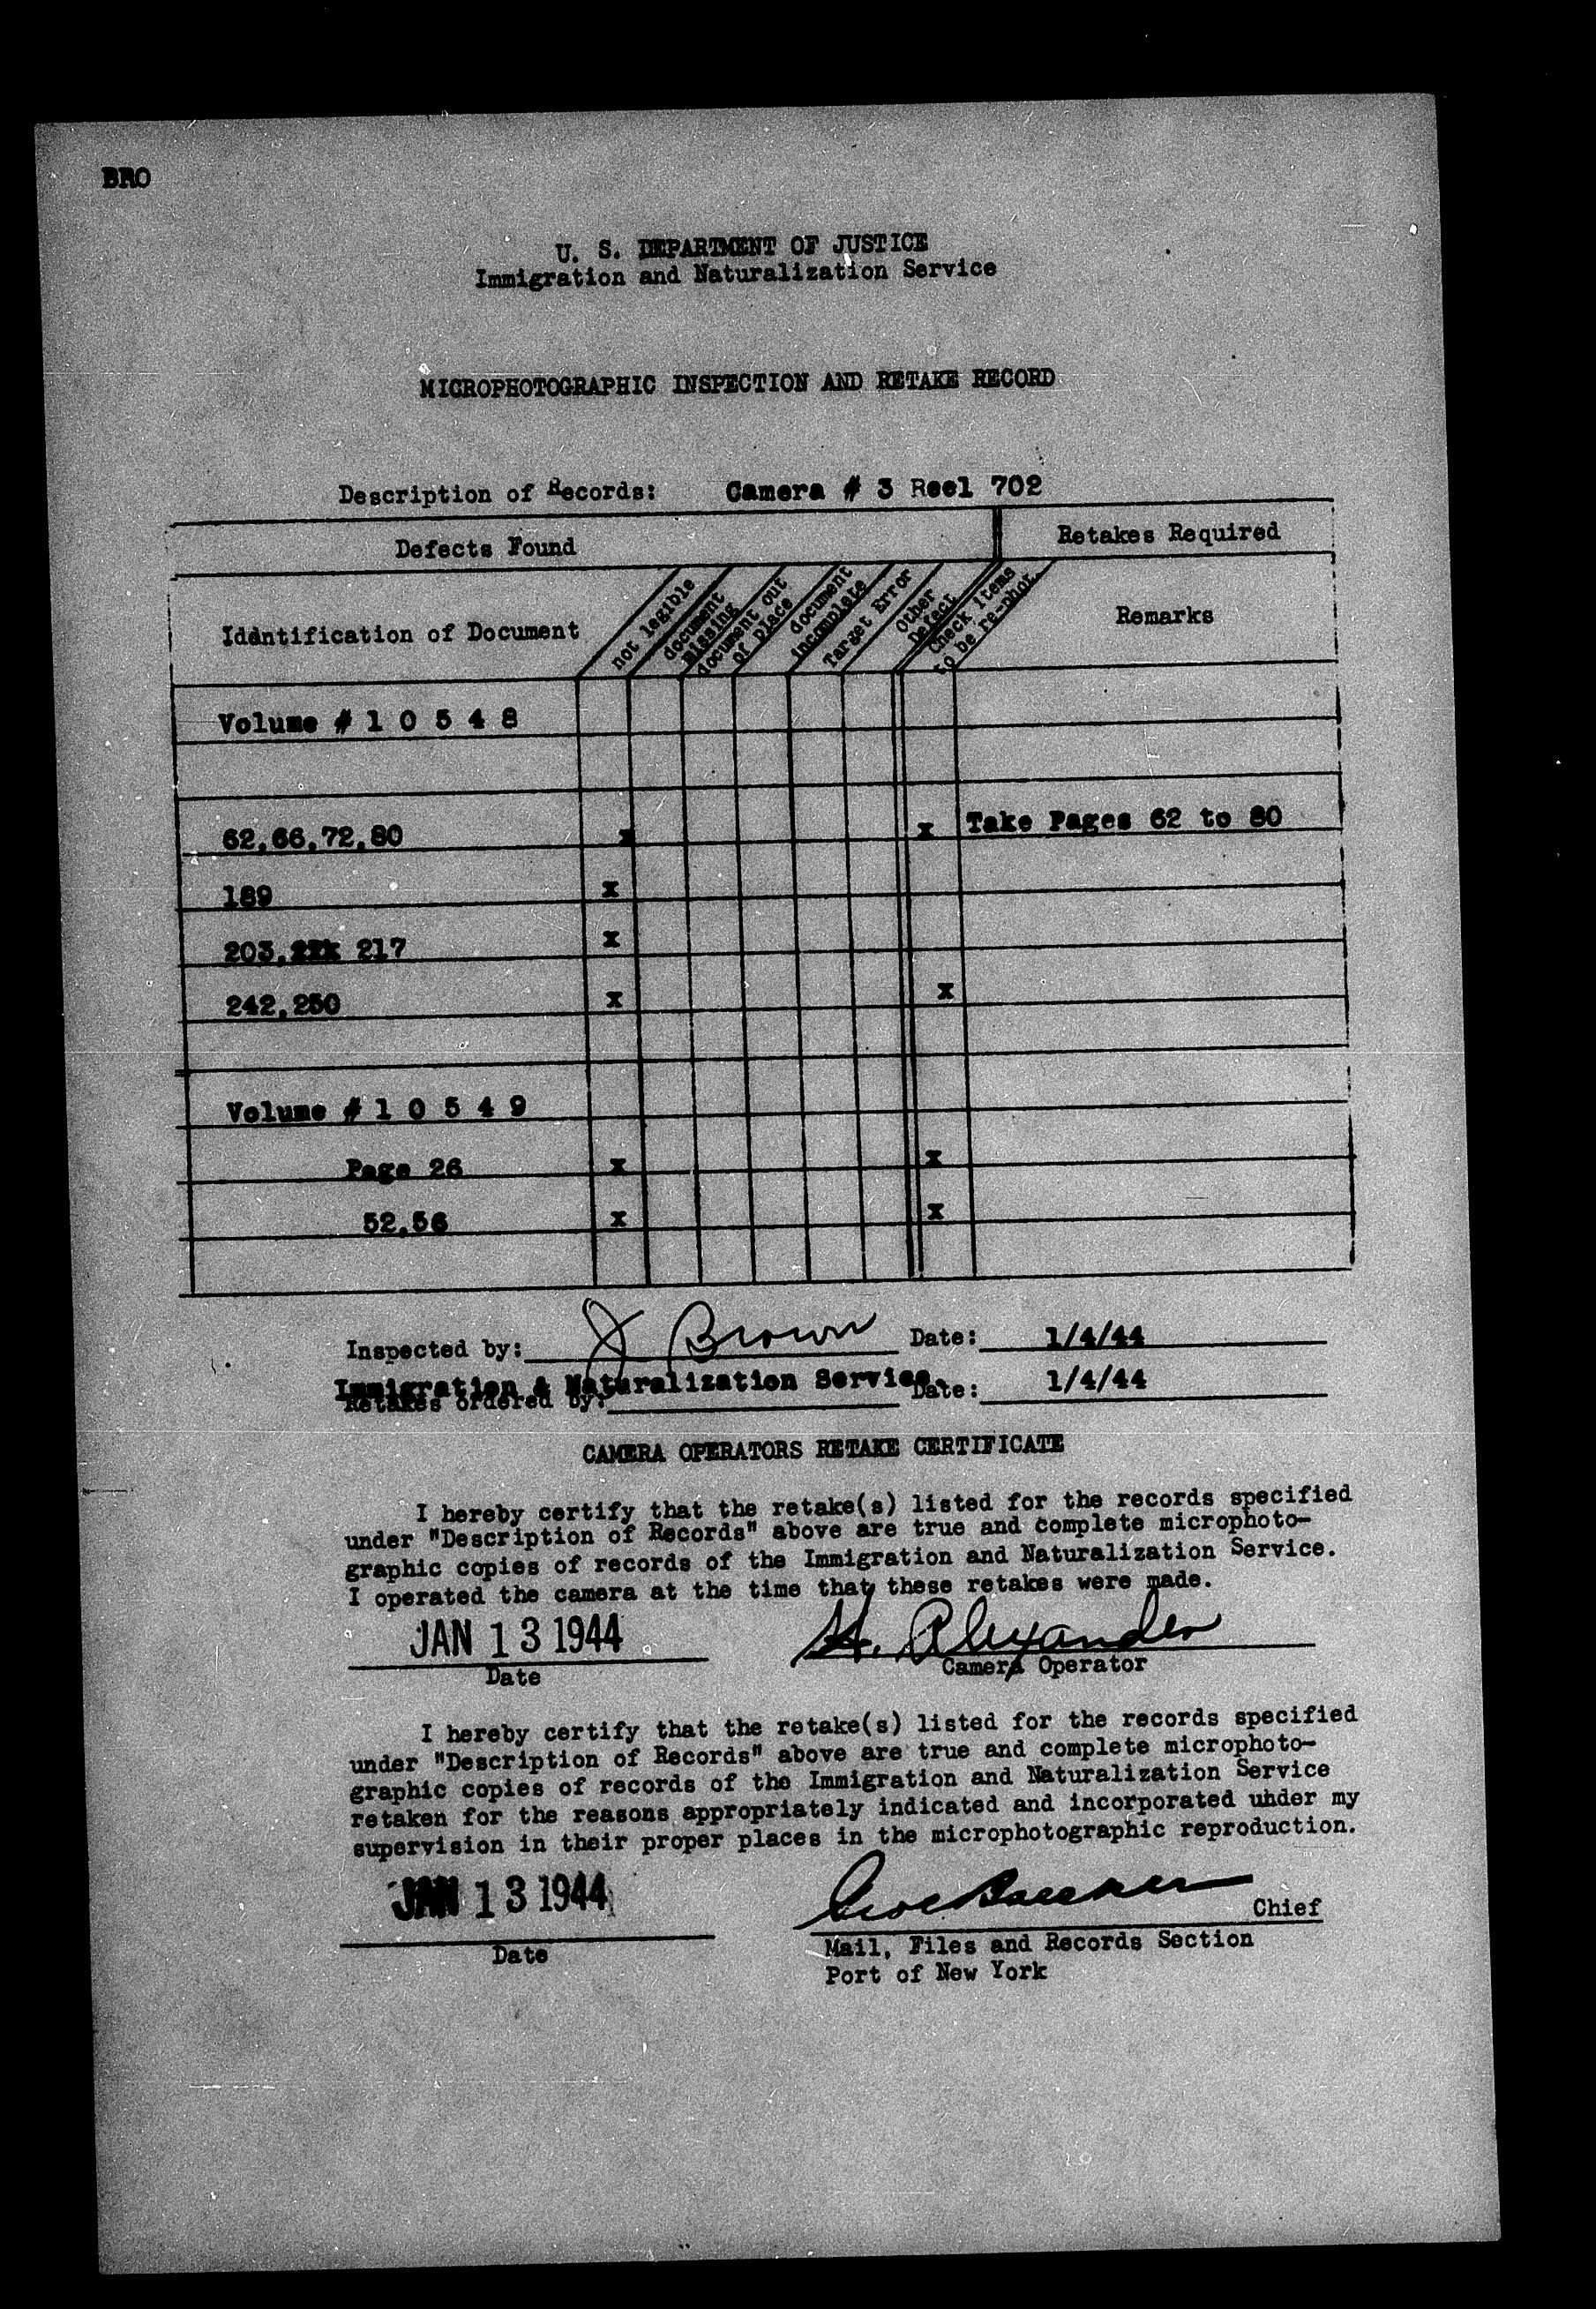 BRO
U. S. DEPARTMENT OF JUSTICE
Immigration and Naturalization Service
MICROPHOTOGRAPHIC INSPECTION AND RETAKE RECORD
Description of Records: Camera # 3 Reel 702
Defects Found Retakes Required
Idántification of Document not legible document missing document out of place document incomplete Target Error Other Defect Check items to be re-phot. Remarks
Volume # 1 0 5 4 8
62,66,72,80 x x Take Pages 62 to 80
189 x
203, 217 x
242,250 x x
Volume # 1 0 5 4 9
Page 26 x x
52,56 x x
Inspected by: J Brown Date: 1/4/44
Immigration & Naturalization Service
Retakes ordered by: Date: 1/4/44
CAMERA OPERATORS RETAKE CERTIFICATE
I hereby certify that the retake(s) listed for the records specified
under "Description of Records" above are true and complete microphoto-
graphic copies of records of the Immigration and Naturalization Service.
I operated the camera at the time that these retakes were made.
JAN 13 1944 H. Alexander
Date Camera Operator
I hereby certify that the retake(s) listed for the records specified
under "Description of Records" above are true and complete microphoto-
graphic copies of records of the Immigration and Naturalization Service
retaken for the reasons appropriately indicated and incorporated under my
supervision in their proper places in the microphotographic reproduction.
JAN 13 1944 Chief
Date Mail, Files and Records Section
Port of New York